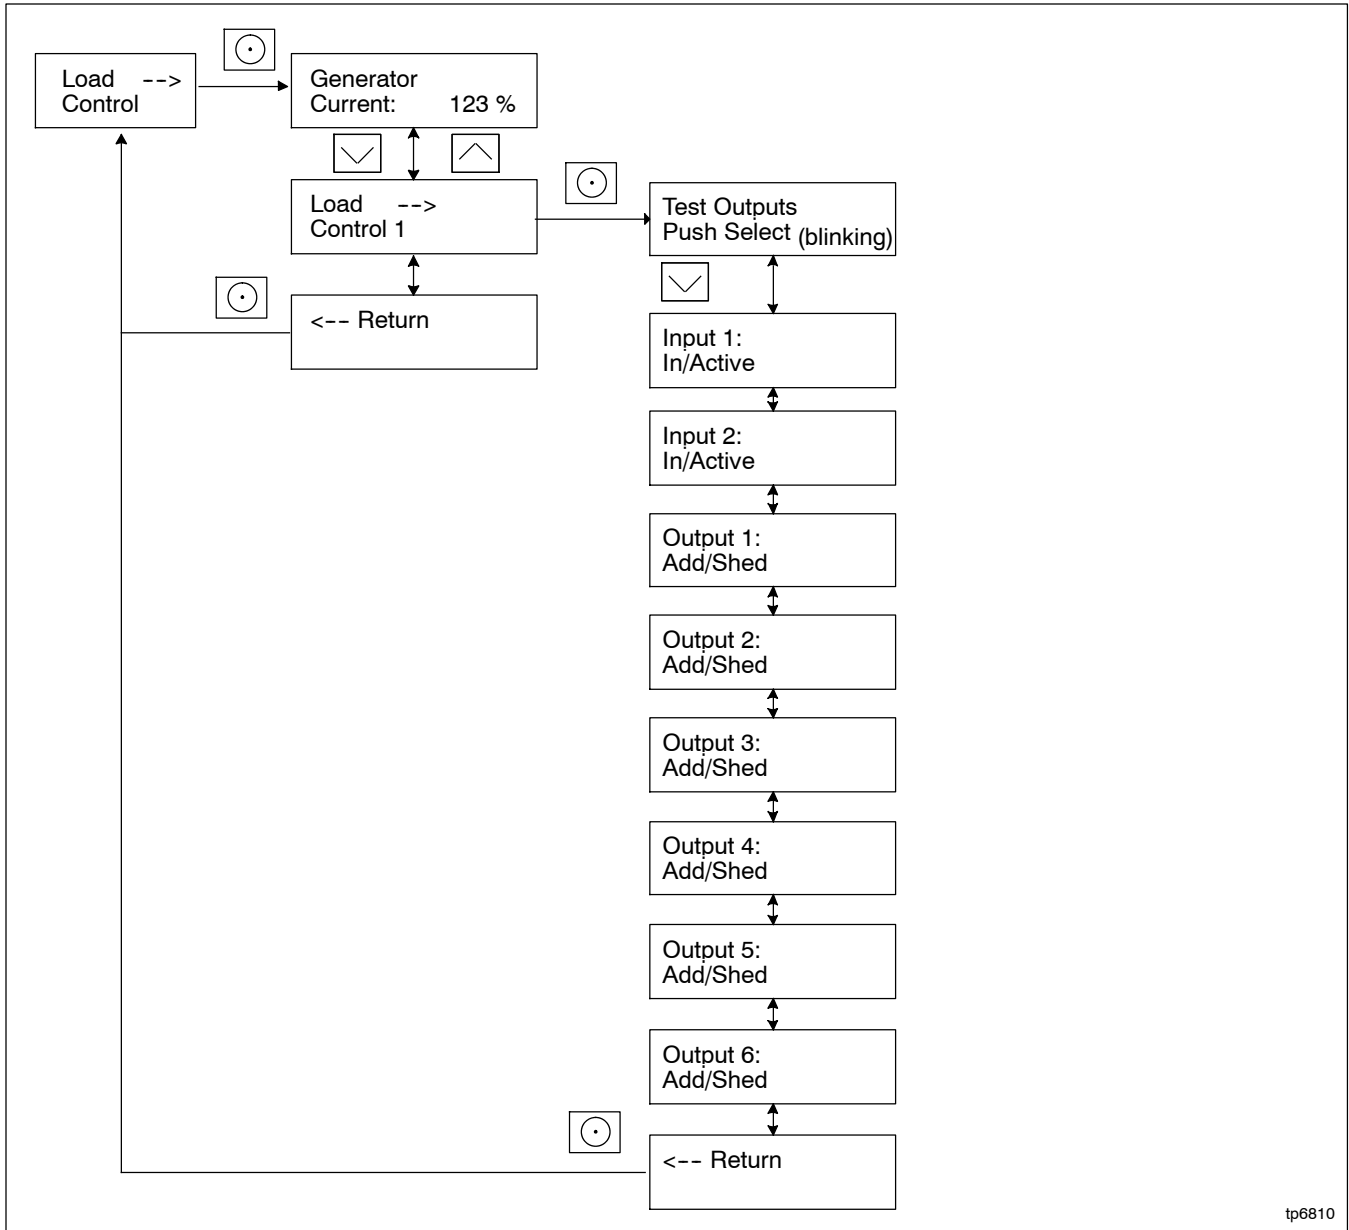 Load -->
Control
Generator
Current: 123 %
Load -->
Control 1
<-- Return
Test Outputs
Push Select (blinking)
Input 1:
In/Active
Input 2:
In/Active
Output 1:
Add/Shed
Output 2:
Add/Shed
Output 3:
Add/Shed
Output 4:
Add/Shed
Output 5:
Add/Shed
Output 6:
Add/Shed
<-- Return
tp6810